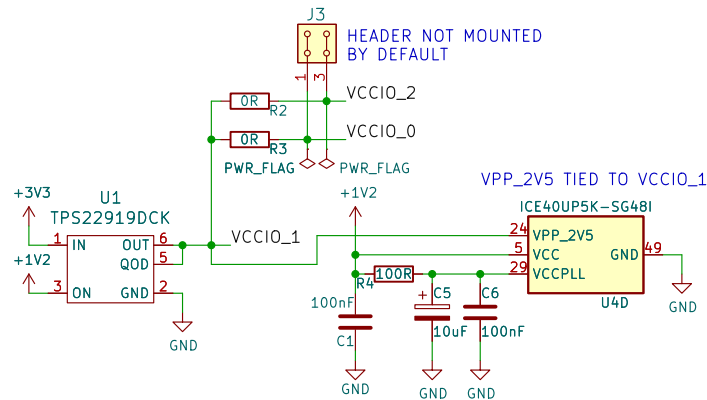 J3
HEADER NOT MOUNTED
BY DEFAULT
1
3
0R
R2
VCCIO_2
0R
R3
VCCIO_0
PWR_FLAG
PWR_FLAG
VPP_2V5 TIED TO VCCIO_1
+3V3
U1
TPS22919DCK
+1V2
ICE40UP5K-SG48I
1
IN
OUT
6
VCCIO_1
24
VPP_2V5
QOD
5
5
VCC
GND
49
+1V2
3
ON
GND
2
29
VCCPLL
100R
R4
C5
C6
U4D
100nF
+
10uF
100nF
C1
GND
GND
GND
GND
GND